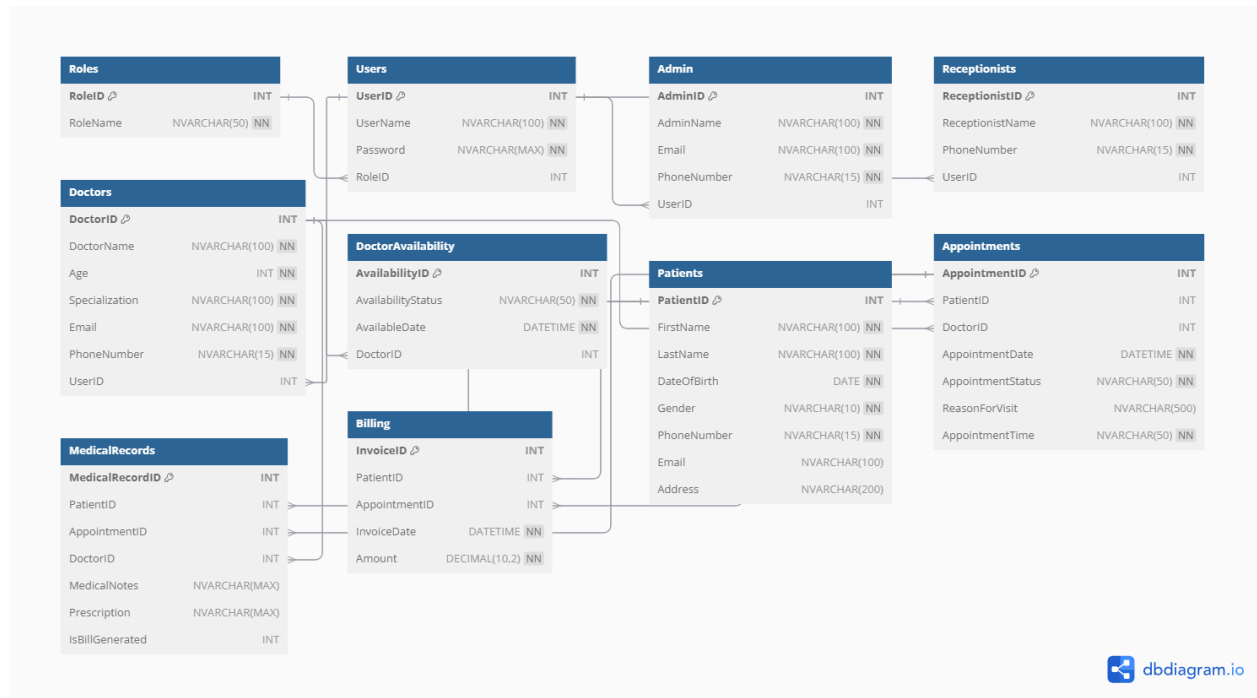 Roles
RoleID INT
RoleName NVARCHAR(50) NN
Users
UserID INT
UserName NVARCHAR(100) NN
Password NVARCHAR(MAX) NN
RoleID INT
Admin
AdminID INT
AdminName NVARCHAR(100) NN
Email NVARCHAR(100) NN
PhoneNumber NVARCHAR(15) NN
UserID INT
Receptionists
ReceptionistID INT
ReceptionistName NVARCHAR(100) NN
PhoneNumber NVARCHAR(15) NN
UserID INT
Doctors
DoctorID INT
DoctorName NVARCHAR(100) NN
Age INT NN
Specialization NVARCHAR(100) NN
Email NVARCHAR(100) NN
PhoneNumber NVARCHAR(15) NN
UserID INT
DoctorAvailability
AvailabilityID INT
AvailabilityStatus NVARCHAR(50) NN
AvailableDate DATETIME NN
DoctorID INT
Patients
PatientID INT
FirstName NVARCHAR(100) NN
LastName NVARCHAR(100) NN
DateOfBirth DATE NN
Gender NVARCHAR(10) NN
PhoneNumber NVARCHAR(15) NN
Email NVARCHAR(100)
Address NVARCHAR(200)
Appointments
AppointmentID INT
PatientID INT
DoctorID INT
AppointmentDate DATETIME NN
AppointmentStatus NVARCHAR(50) NN
ReasonForVisit NVARCHAR(500)
AppointmentTime NVARCHAR(50) NN
MedicalRecords
MedicalRecordID INT
PatientID INT
AppointmentID INT
DoctorID INT
MedicalNotes NVARCHAR(MAX)
Prescription NVARCHAR(MAX)
IsBillGenerated INT
Billing
InvoiceID INT
PatientID INT
AppointmentID INT
InvoiceDate DATETIME NN
Amount DECIMAL(10,2) NN
dbdiagram.io